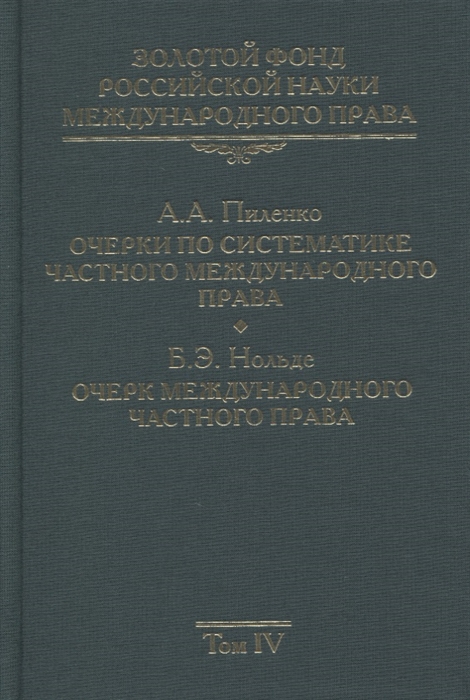 ЗОЛОТОЙ ФОНД
РОССИЙСКОЙ НАУКИ
МЕЖДУНАРОДНОГО ПРАВА
А.А. Пиленко
ОЧЕРКИ ПО СИСТЕМАТИКЕ
ЧАСТНОГО МЕЖДУНАРОДНОГО
ПРАВА
Б.Э. Нольде
ОЧЕРК МЕЖДУНАРОДНОГО
ЧАСТНОГО ПРАВА
Том IV